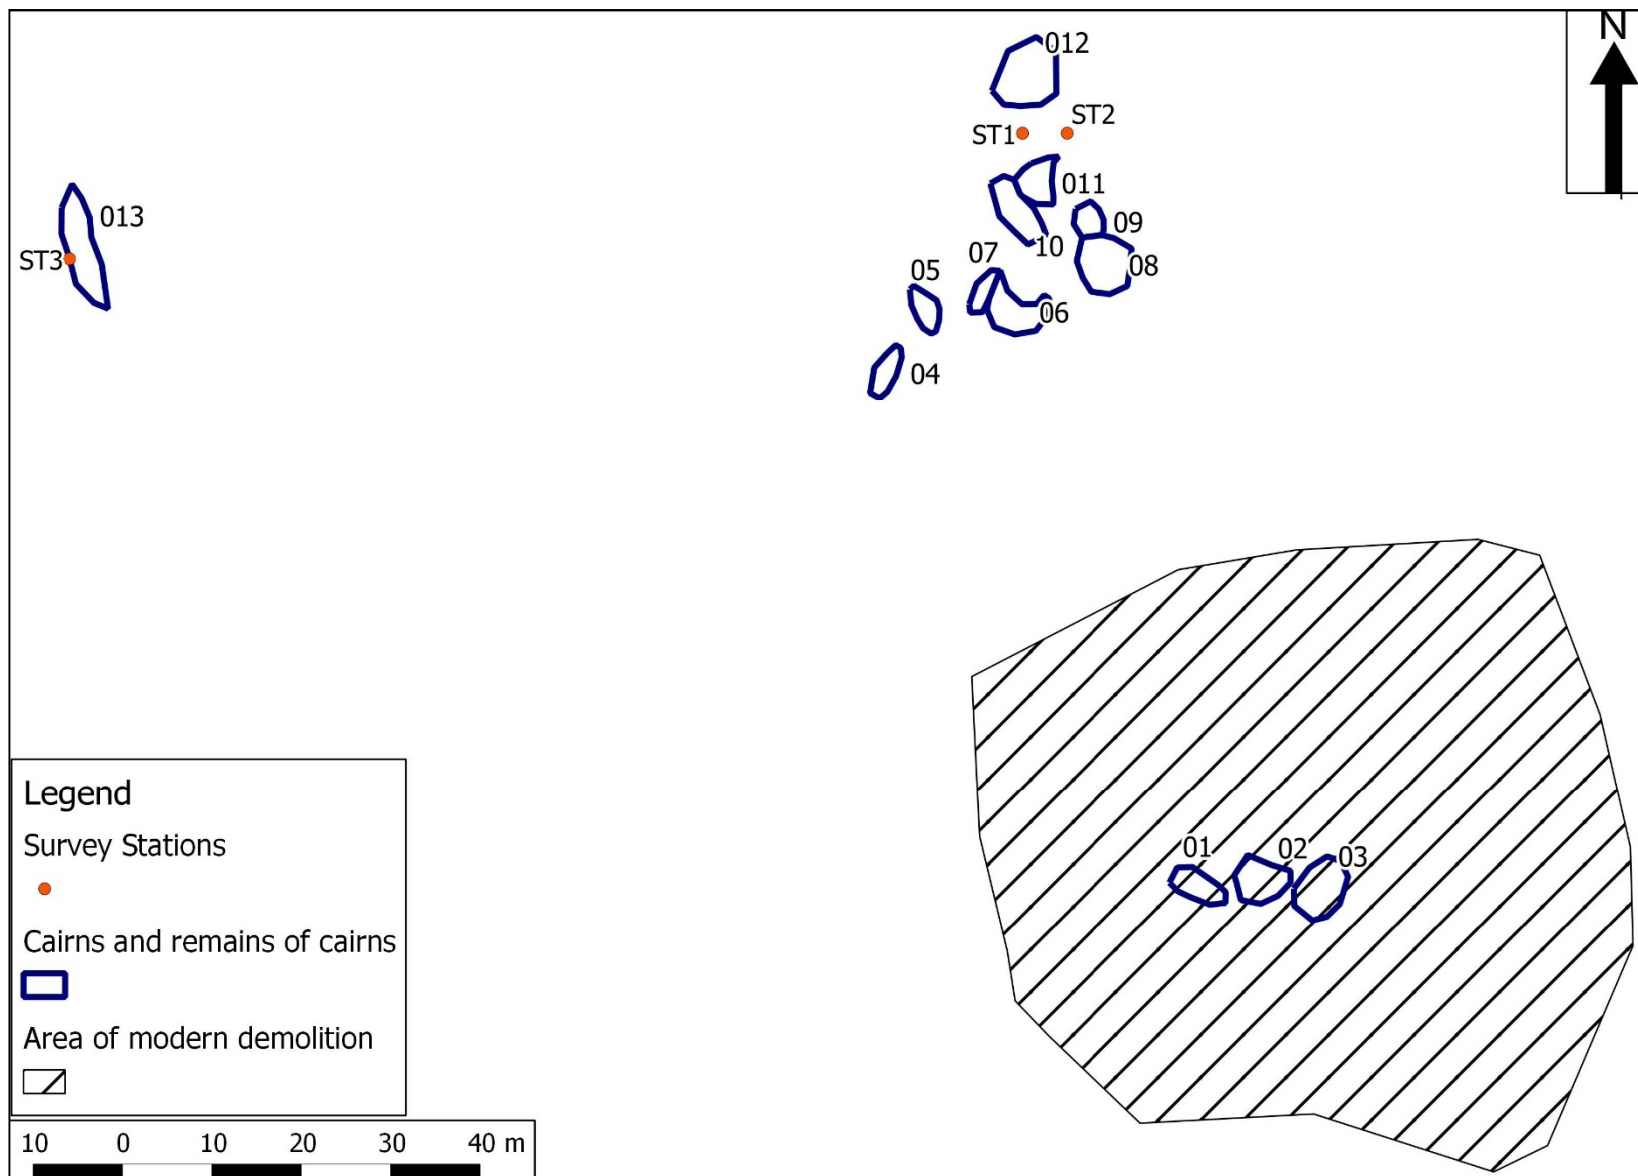 N
012
ST1
ST2
011
013
09
ST3
10
07
08
05
06
04
01
02
03
Legend
Survey Stations
Cairns and remains of cairns
Area of modern demolition
10 0 10 20 30 40 m